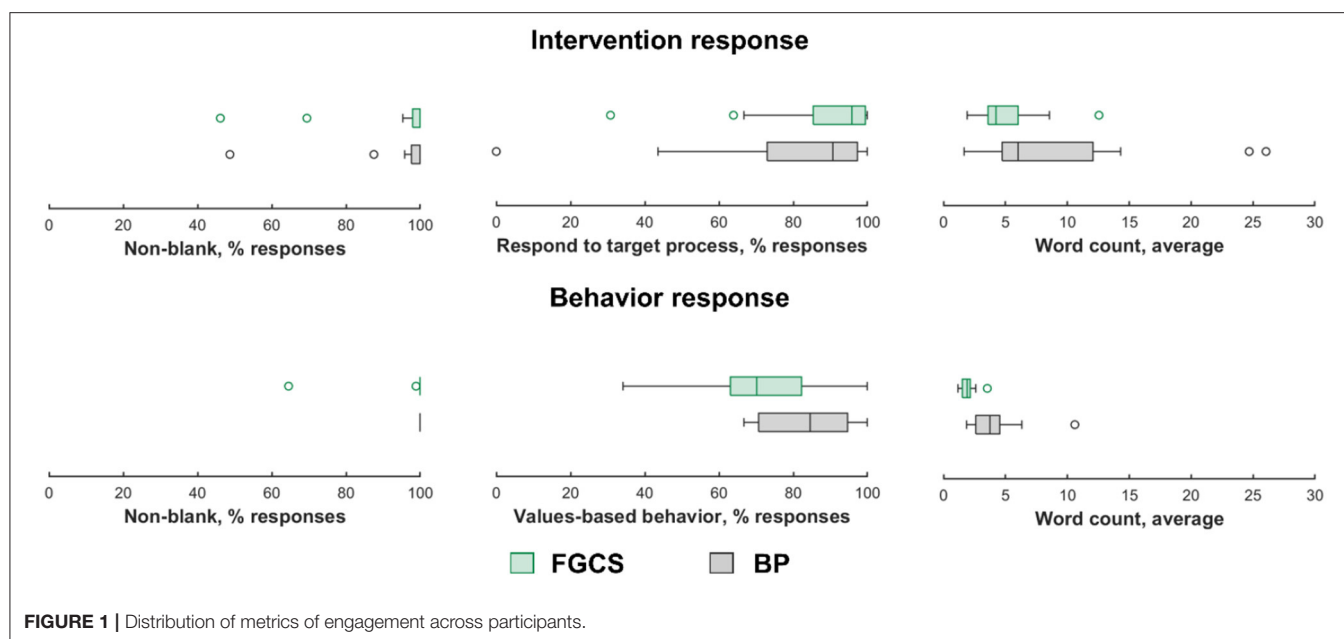 Intervention response
0 20 40 60 80 100
Non-blank, % responses
0 20 40 60 80 100
Respond to target process, % responses
0 5 10 15 20 25 30
Word count, average
Behavior response
0 20 40 60 80 100
Non-blank, % responses
0 20 40 60 80 100
Values-based behavior, % responses
0 5 10 15 20 25 30
Word count, average
FGCS BP
FIGURE 1 | Distribution of metrics of engagement across participants.